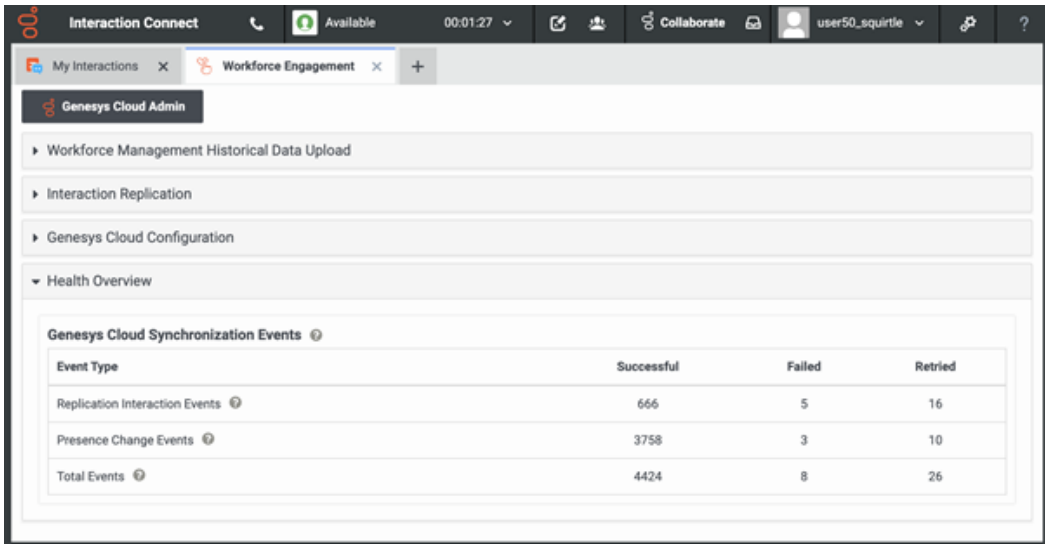 Interaction Connect Available 00:01:27 Collaborate user50_squirtle ?
My Interactions X Workforce Engagement X +
Genesys Cloud Admin
Workforce Management Historical Data Upload
Interaction Replication
Genesys Cloud Configuration
Health Overview
Genesys Cloud Synchronization Events ?
Event Type Successful Failed Retried
Replication Interaction Events ? 666 5 16
Presence Change Events ? 3758 3 10
Total Events ? 4424 8 26